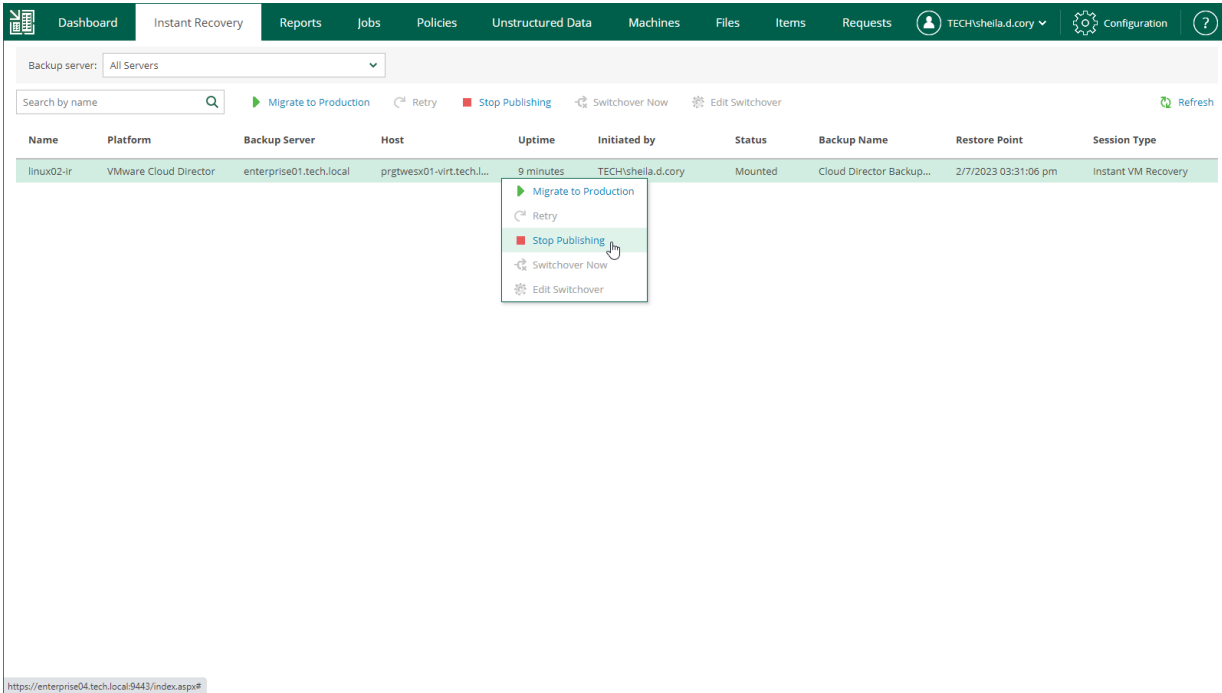 Dashboard Instant Recovery Reports Jobs Policies Unstructured Data Machines Files Items Requests TECH\sheila.d.cory Configuration ?
Backup server: All Servers
Search by name Migrate to Production Retry Stop Publishing Switchover Now Edit Switchover Refresh
Name Platform Backup Server Host Uptime Initiated by Status Backup Name Restore Point Session Type
linux02-ir VMware Cloud Director enterprise01.tech.local prgtwesx01-virt.tech.l... 9 minutes TECH\sheila.d.cory Mounted Cloud Director Backup... 2/7/2023 03:31:06 pm Instant VM Recovery
Migrate to Production
Retry
Stop Publishing
Switchover Now
Edit Switchover
https://enterprise04.tech.local:9443/index.aspx#